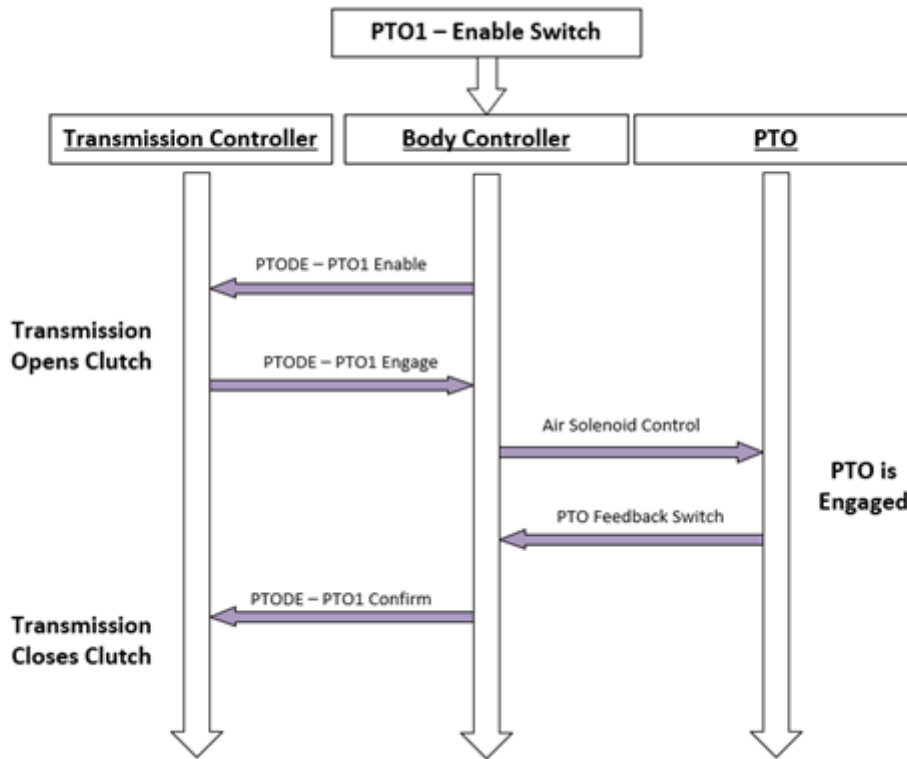 PTO1 – Enable Switch
Transmission Controller
Body Controller
PTO
PTODE – PTO1 Enable
Transmission
Opens Clutch
PTODE – PTO1 Engage
Air Solenoid Control
PTO is
Engaged
PTO Feedback Switch
PTODE – PTO1 Confirm
Transmission
Closes Clutch